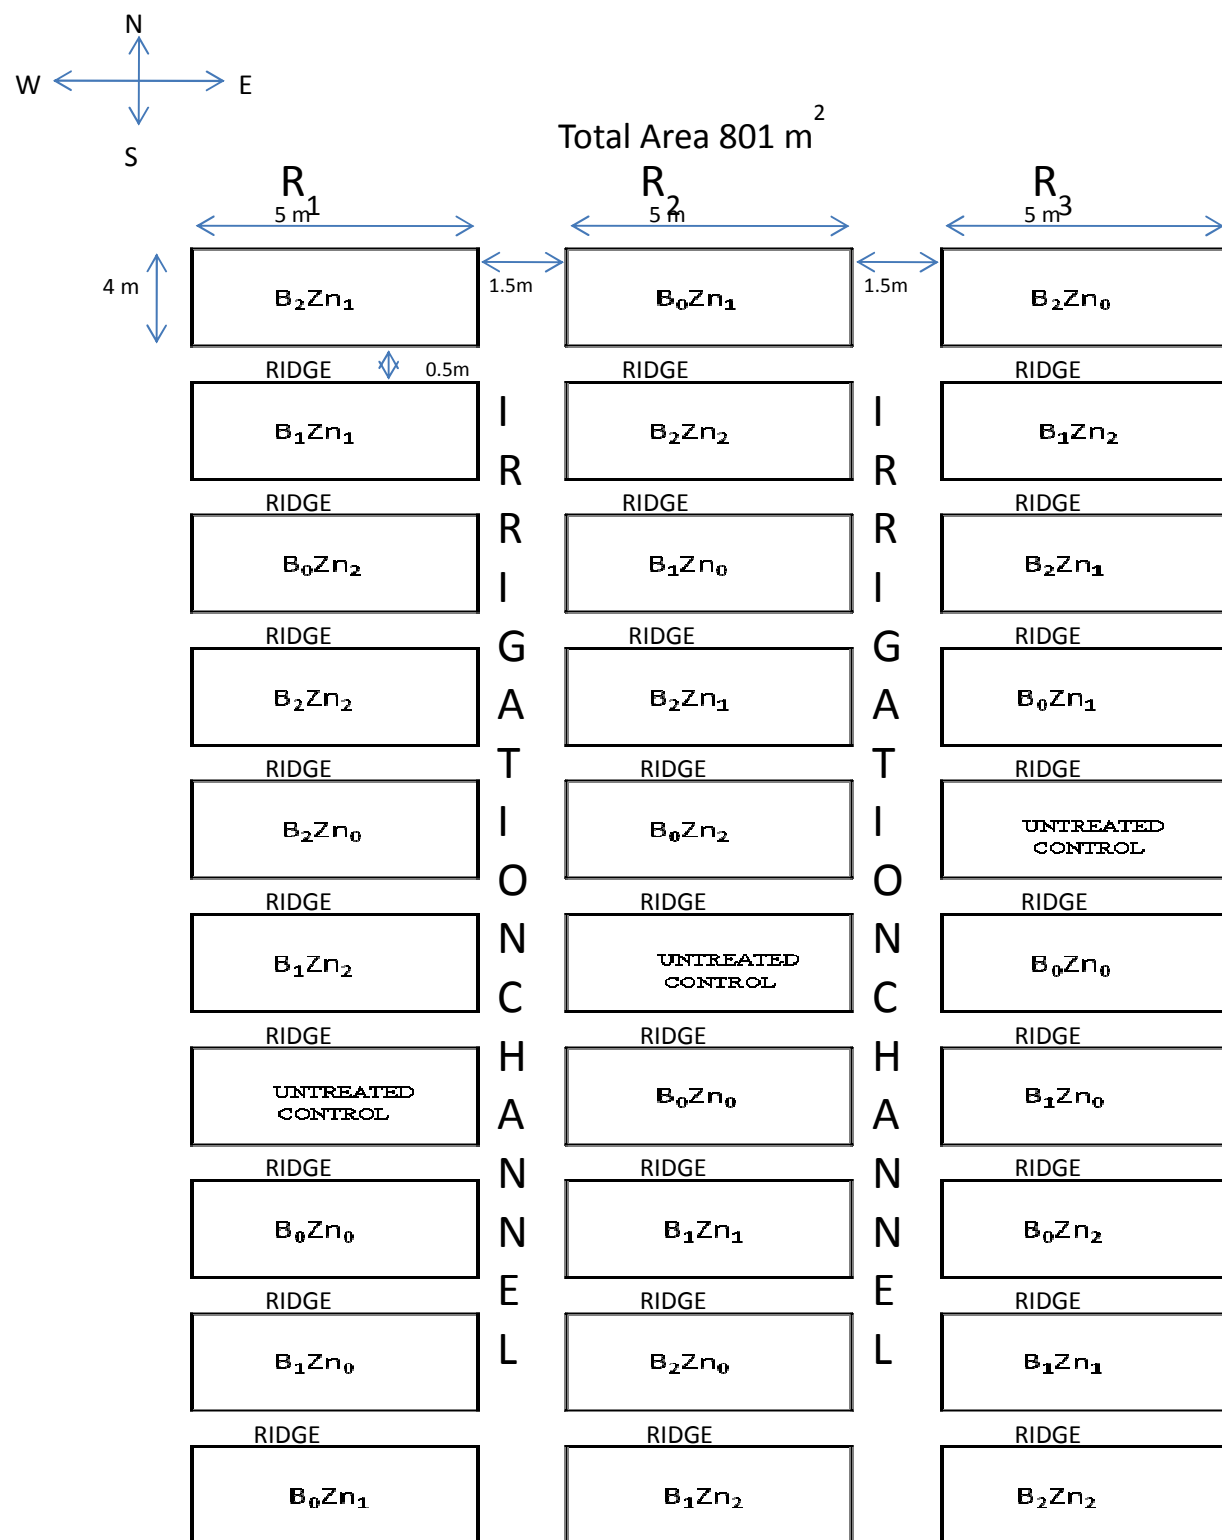 N
W E
S
Total Area 801 m²
R₁ R₂ R₃
5 m 5 m 5 m
4 m 1.5m 1.5m
B₂Zn₁ B₀Zn₁ B₂Zn₀
RIDGE 0.5m RIDGE RIDGE
B₁Zn₁ B₂Zn₂ B₁Zn₂
RIDGE RIDGE RIDGE
B₀Zn₂ B₁Zn₀ B₂Zn₁
RIDGE RIDGE RIDGE
B₂Zn₂ B₂Zn₁ B₀Zn₁
RIDGE RIDGE RIDGE
B₂Zn₀ B₀Zn₂ UNTREATED CONTROL
RIDGE RIDGE RIDGE
B₁Zn₂ UNTREATED CONTROL B₀Zn₀
RIDGE RIDGE RIDGE
UNTREATED CONTROL B₀Zn₀ B₁Zn₀
RIDGE RIDGE RIDGE
B₀Zn₀ B₁Zn₁ B₀Zn₂
RIDGE RIDGE RIDGE
B₁Zn₀ B₂Zn₀ B₁Zn₁
RIDGE RIDGE RIDGE
B₀Zn₁ B₁Zn₂ B₂Zn₂
IRRIGATION CHANNEL
IRRIGATION CHANNEL